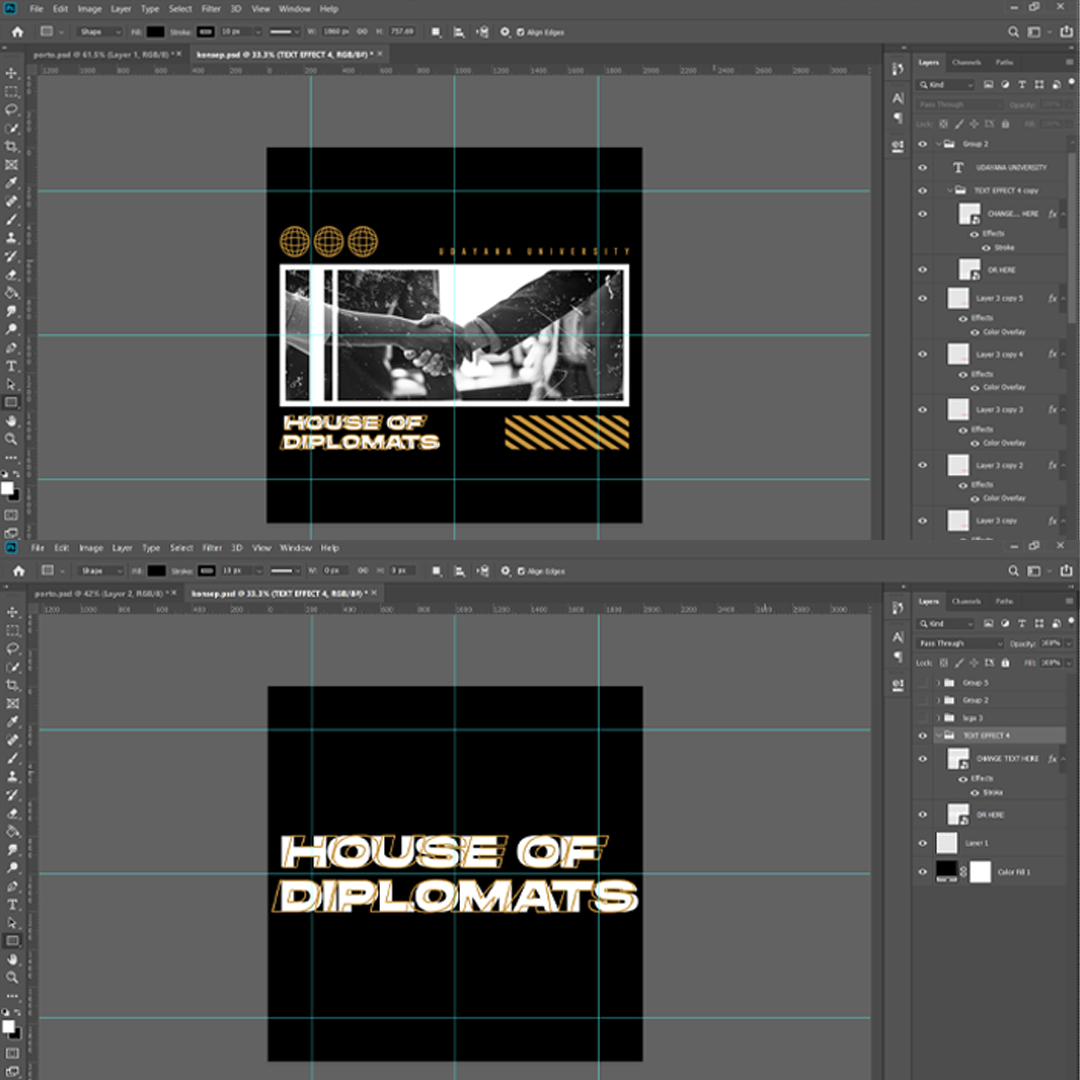 File Edit Image Layer Type Select Filter 3D View Window Help
Shape Fill: Stroke: 10 px W: 1860 px H: 757.69 Align Edges
porto.psd @ 61.5% (Layer 1, RGB/8) * × konsep.psd @ 33.3% (TEXT EFFECT 4, RGB/8#) * ×
1200 1000 800 600 400 200 0 200 400 600 800 1000 1200 1400 1600 1800 2000 2200 2400 2600 2800 3000
UDAYANA UNIVERSITY
HOUSE OF
DIPLOMATS
Layers Channels Paths
Kind
Pass Through Opacity: 100%
Lock: Fill: 100%
Group 2
UDAYANA UNIVERSITY
TEXT EFFECT 4 copy
CHANGE... HERE fx
Effects
Stroke
OR HERE
Layer 3 copy 5 fx
Effects
Color Overlay
Layer 3 copy 4 fx
Effects
Color Overlay
Layer 3 copy 3 fx
Effects
Color Overlay
Layer 3 copy 2 fx
Effects
Color Overlay
Layer 3 copy fx
File Edit Image Layer Type Select Filter 3D View Window Help
Shape Fill: Stroke: 13 px W: 0 px H: 0 px Align Edges
porto.psd @ 42% (Layer 2, RGB/8) * × konsep.psd @ 33.3% (TEXT EFFECT 4, RGB/8#) * ×
1200 1000 800 600 400 200 0 200 400 600 800 1000 1200 1400 1600 1800 2000 2200 2400 2600 2800 3000
HOUSE OF
DIPLOMATS
Layers Channels Paths
Kind
Pass Through Opacity: 100%
Lock: Fill: 100%
Group 5
Group 2
logo 3
TEXT EFFECT 4
CHANGE TEXT HERE fx
Effects
Stroke
OR HERE
Layer 1
Color Fill 1